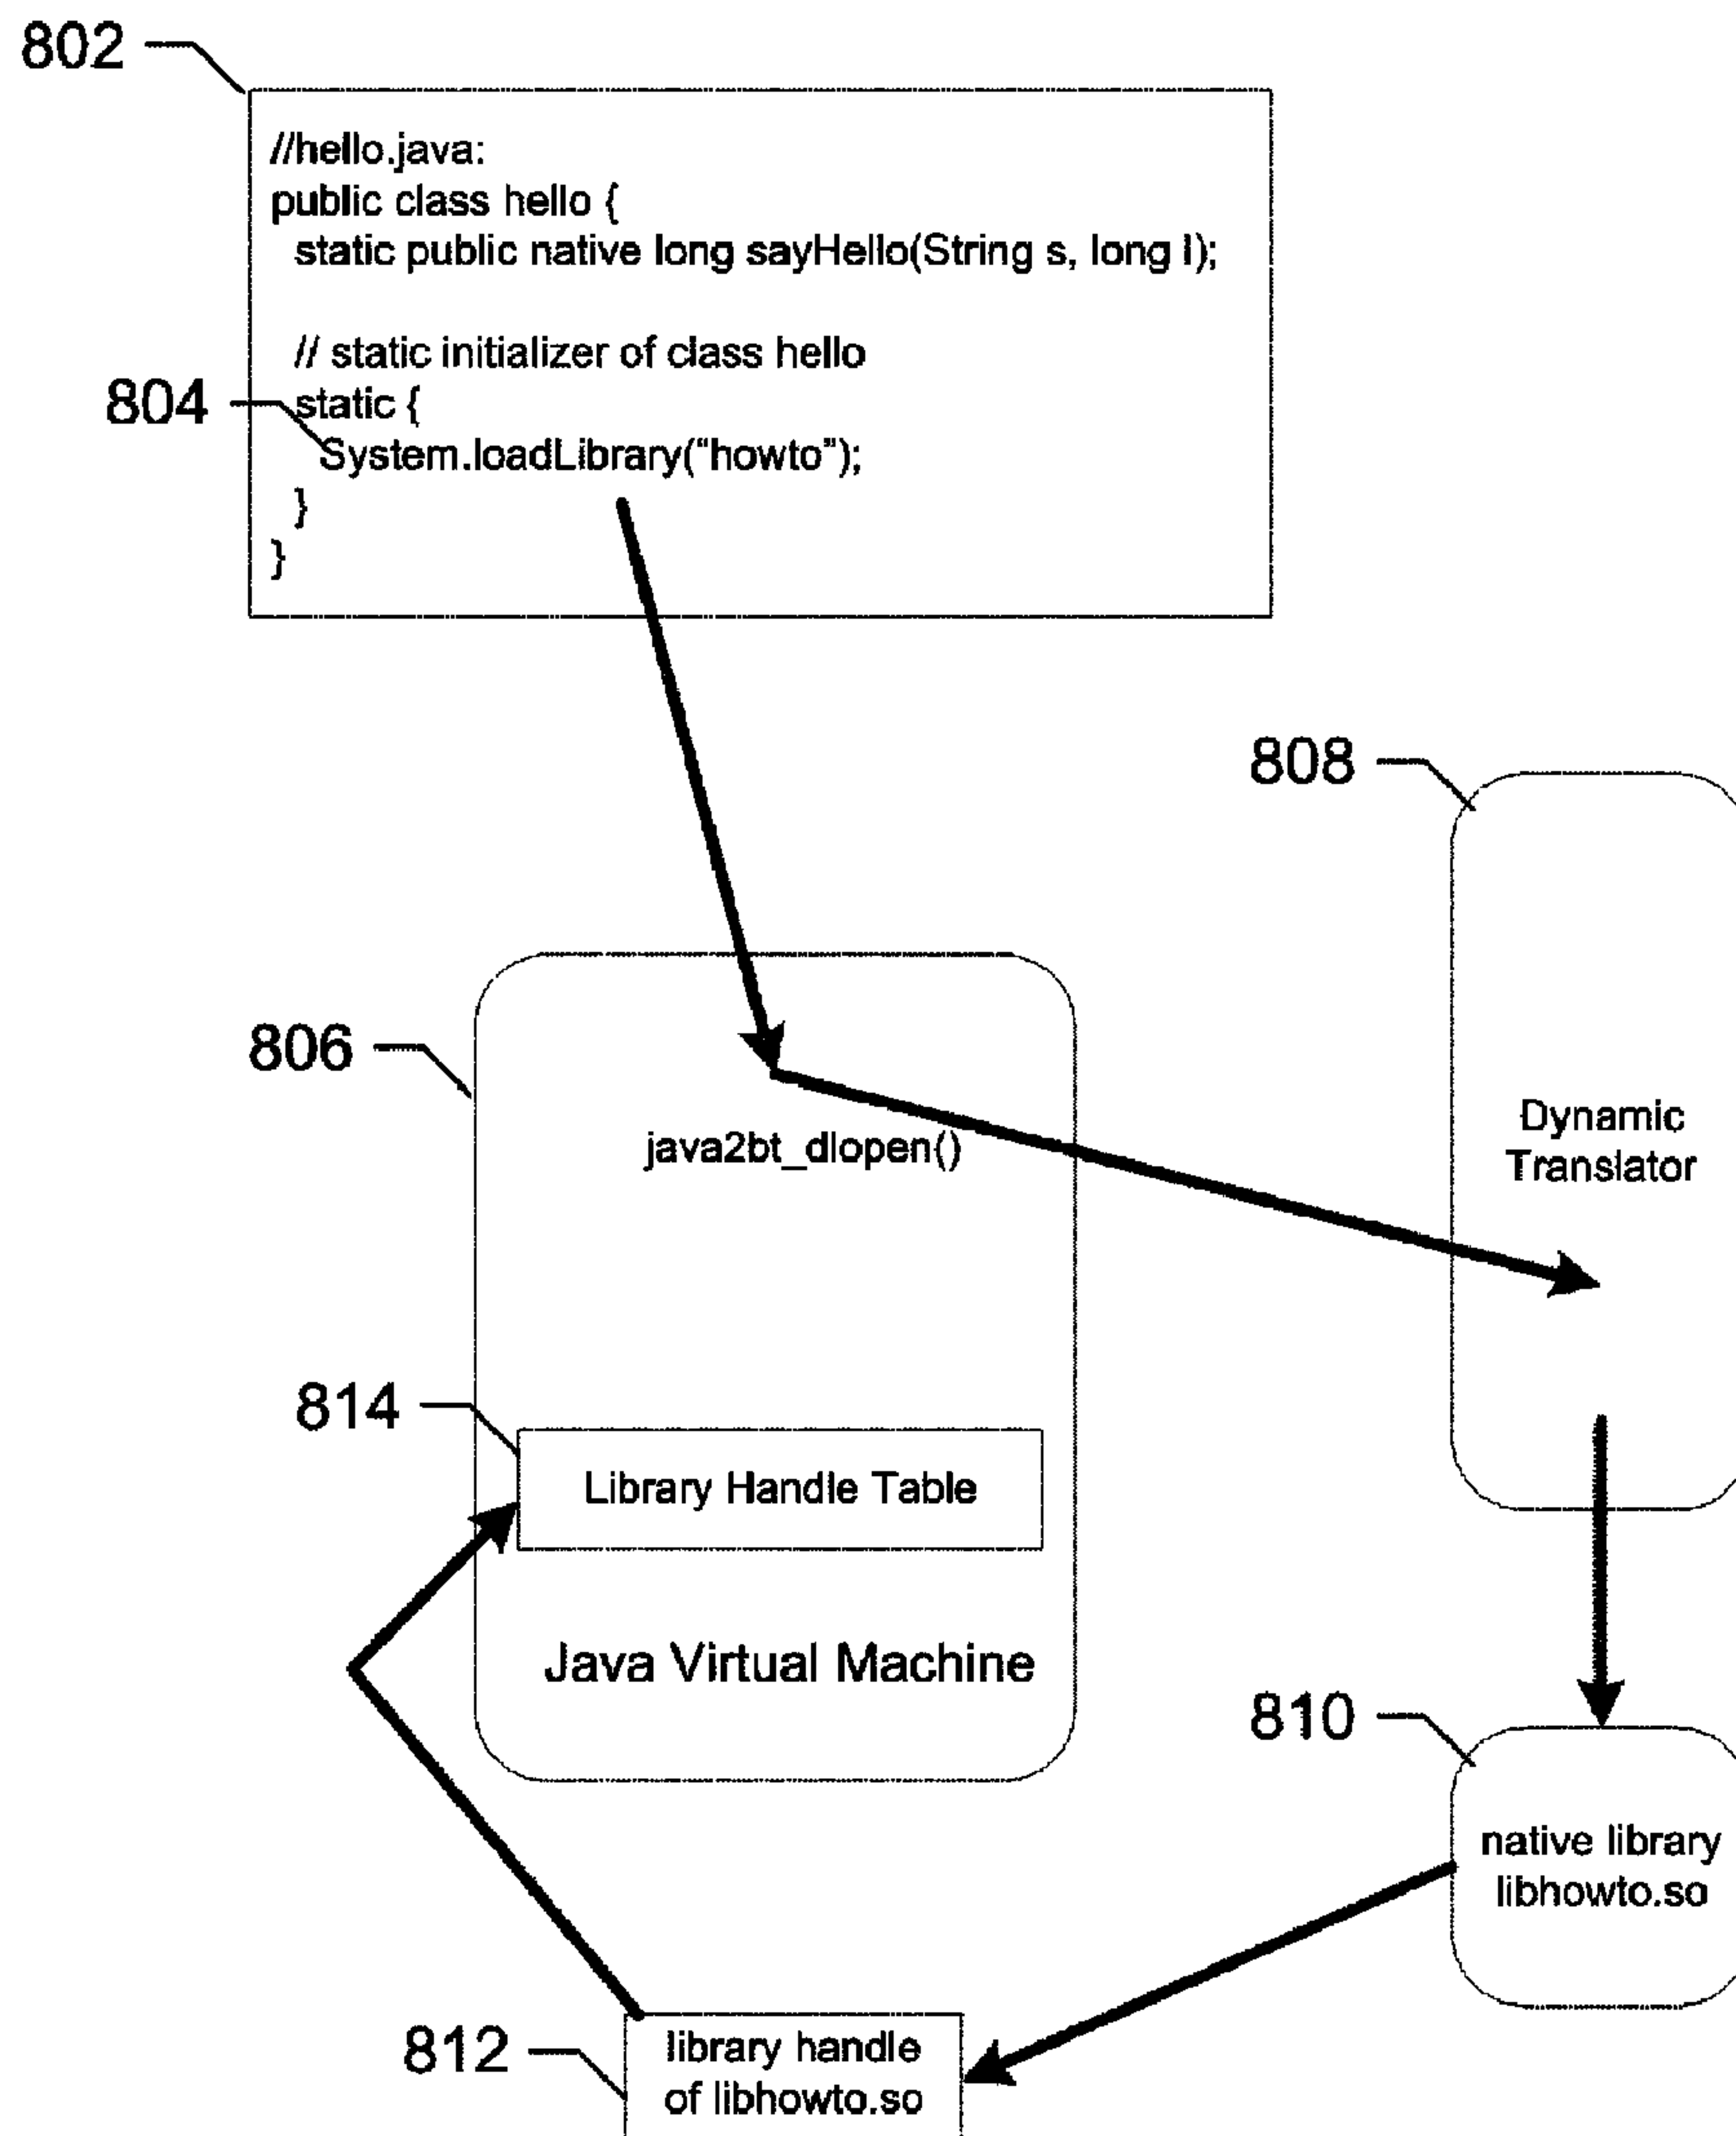 802
//hello.java:
public class hello {
static public native long sayHello(String s, long l);
// static initializer of class hello
804
static {
System.loadLibrary(“howto”);
}
}
808
Dynamic
Translator
806
java2bt_dlopen()
814
Library Handle Table
Java Virtual Machine
810
native library
libhowto.so
812
library handle
of libhowto.so